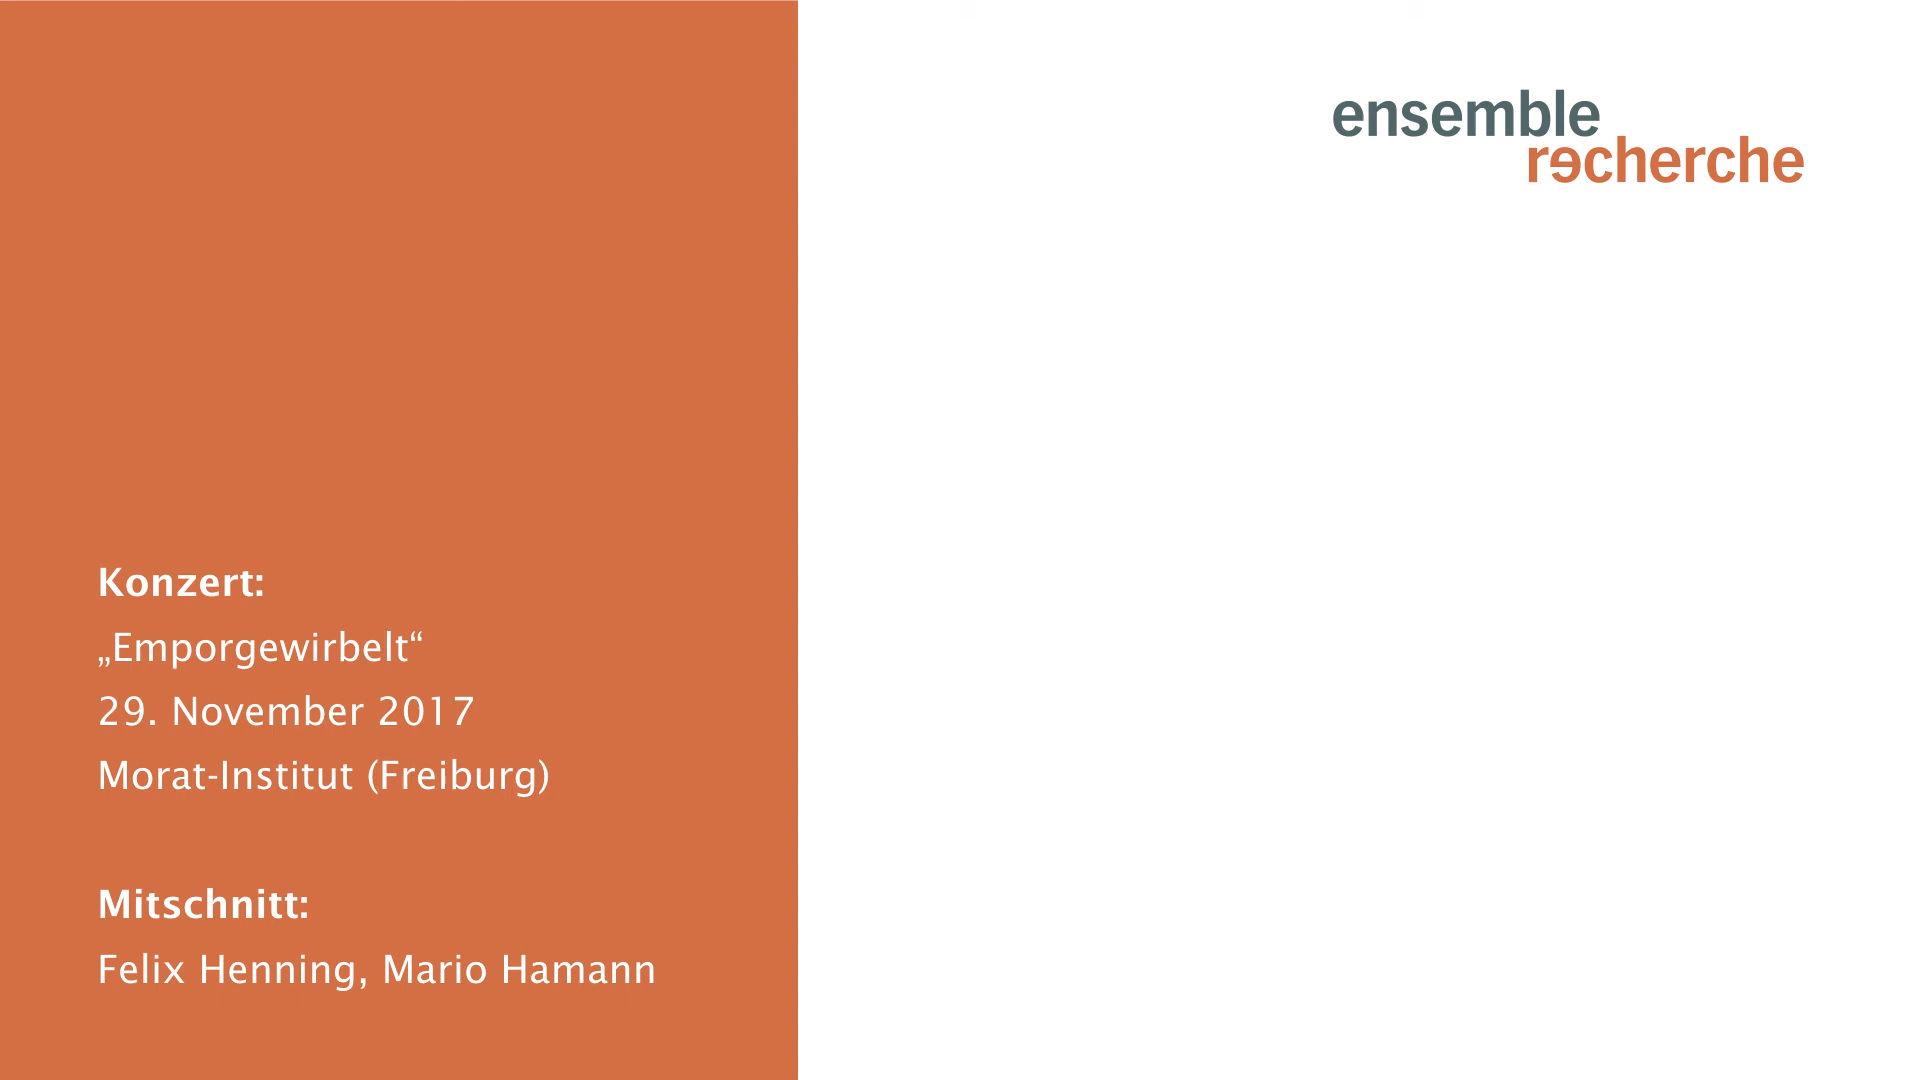 ensemble
recherche
Konzert:
„Emporgewirbelt“
29. November 2017
Morat-Institut (Freiburg)
Mitschnitt:
Felix Henning, Mario Hamann